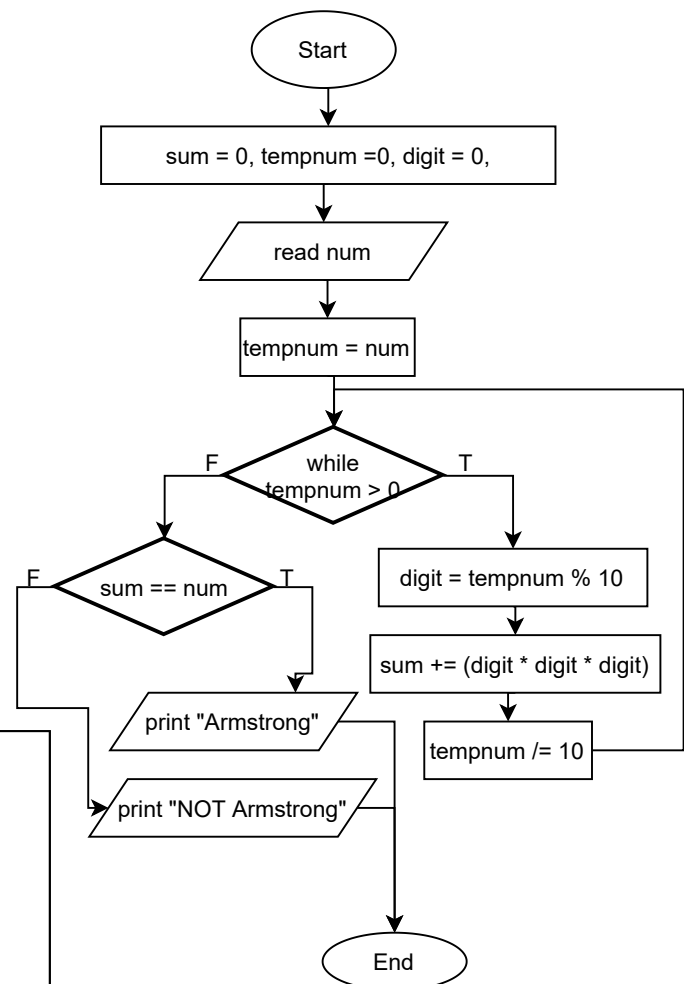 Start
sum = 0, tempnum =0, digit = 0,
read num
tempnum = num
while
tempnum > 0
F
T
sum == num
F
T
digit = tempnum % 10
sum += (digit * digit * digit)
tempnum /= 10
print "Armstrong"
print "NOT Armstrong"
End